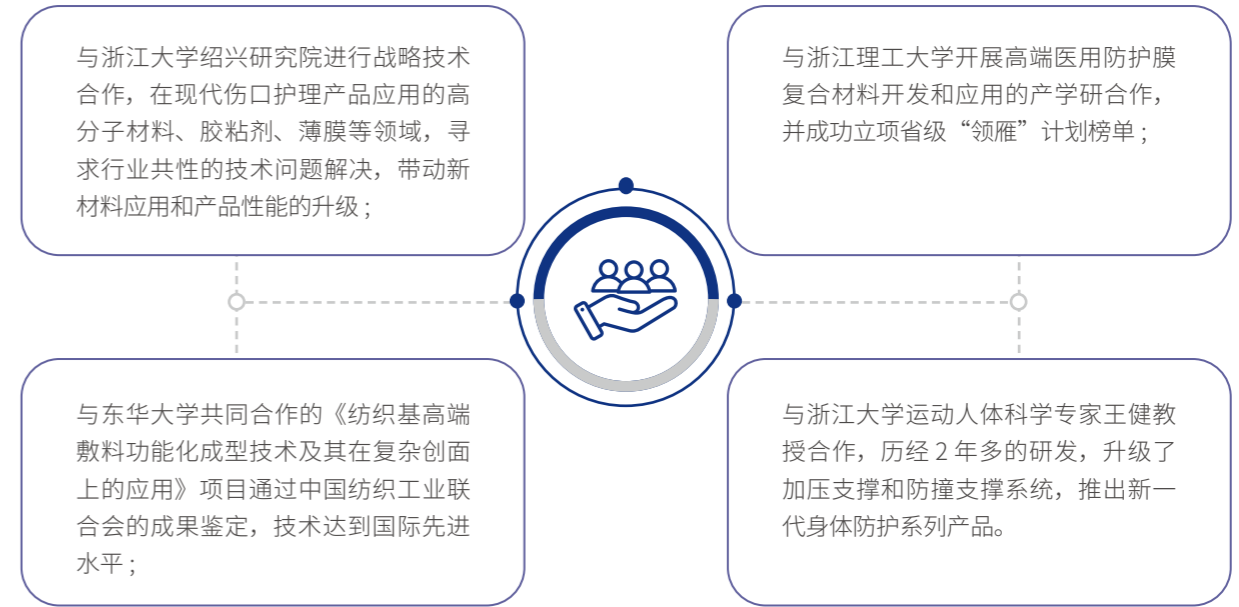 与浙江大学绍兴研究院进行战略技术
合作，在现代伤口护理产品应用的高
分子材料、胶粘剂、薄膜等领域，寻
求行业共性的技术问题解决，带动新
材料应用和产品性能的升级；
与浙江理工大学开展高端医用防护膜
复合材料开发和应用的产学研合作，
并成功立项省级“领雁”计划榜单；
与东华大学共同合作的《纺织基高端
敷料功能化成型技术及其在复杂创面
上的应用》项目通过中国纺织工业联
合会的成果鉴定，技术达到国际先进
水平；
与浙江大学运动人体科学专家王健教
授合作，历经 2 年多的研发，升级了
加压支撑和防撞支撑系统，推出新一
代身体防护系列产品。